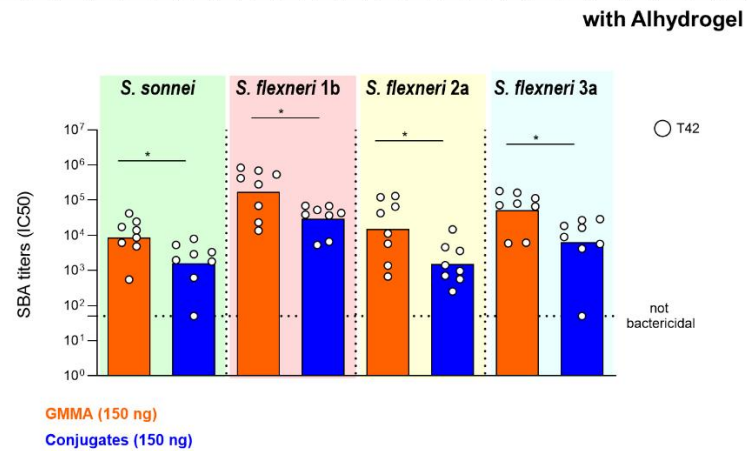 with Alhydrogel
S. sonnei
S. flexneri 1b
S. flexneri 2a
S. flexneri 3a
T42
*
*
*
*
SBA titers (IC50)
10⁷
10⁶
10⁵
10⁴
10³
10²
10¹
10⁰
not
bactericidal
GMMA (150 ng)
Conjugates (150 ng)